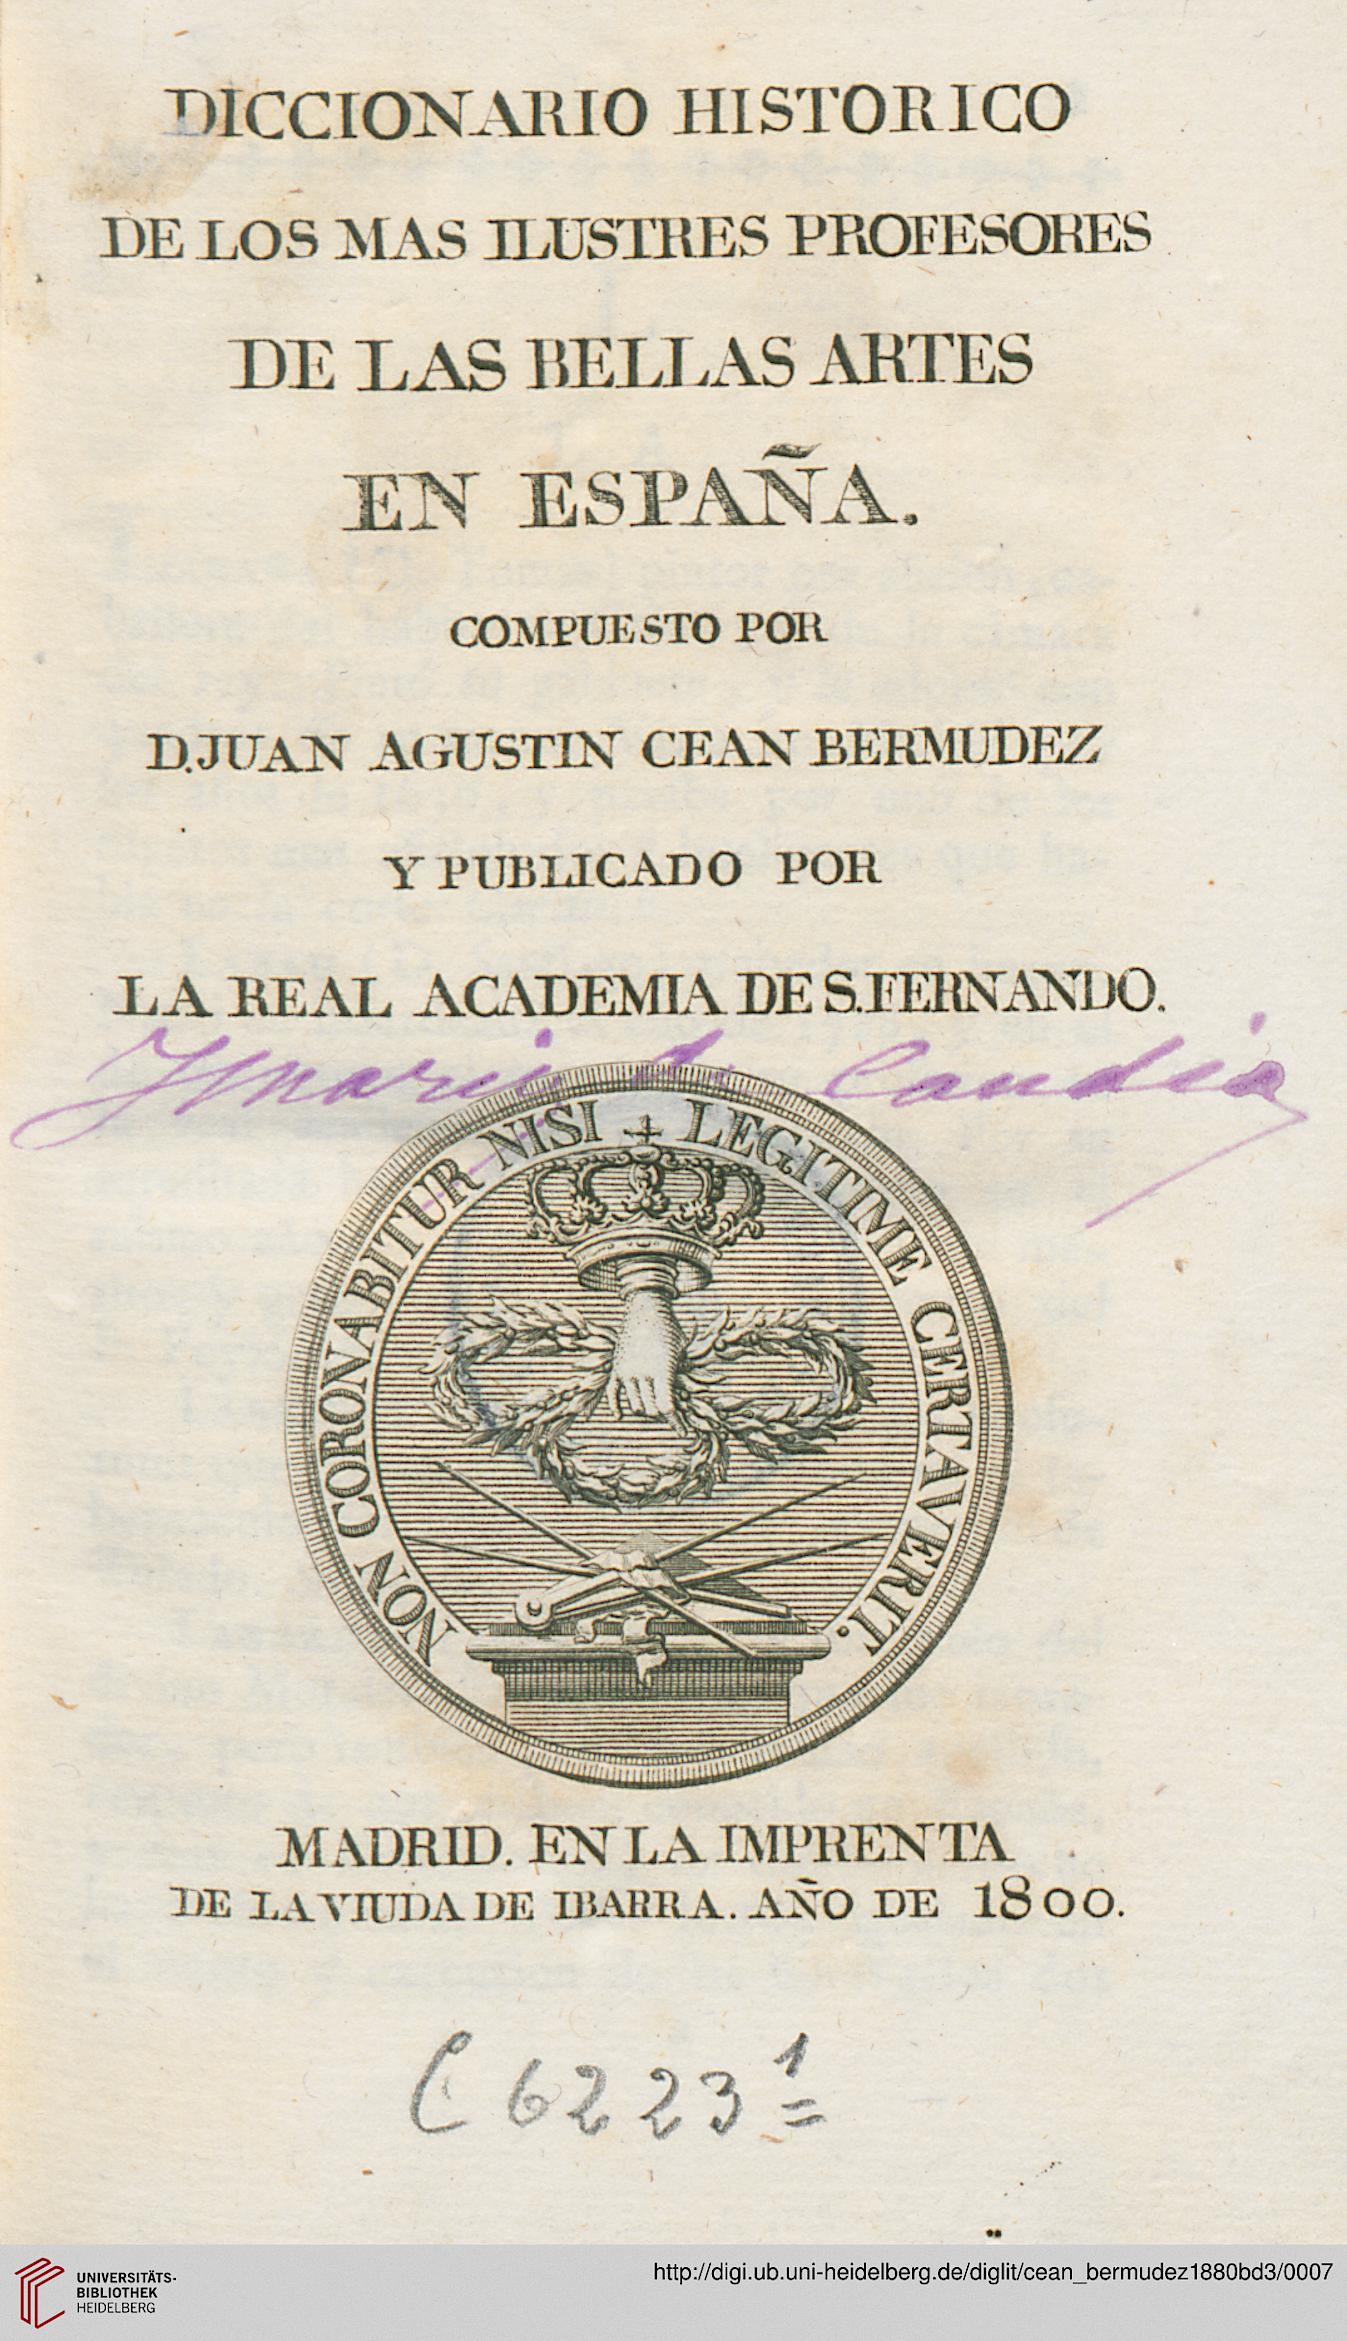 DICCIONARIO HISTORICO
DE LOS MAS ILUSTRES PROFESORES
DE LAS BELLAS ARTES
EN ESPAÑA.
COMPUESTO POR
D. JUAN AGUSTIN CEAN BERMUDEZ
Y PUBLICADO POR
LA REAL ACADEMIA DE S. FERNANDO.
Candia
NON CORONABITUR NISI LEGITIME CERTAVERIT.
MADRID. EN LA IMPRENTA
DE LA VIUDA DE IBARRA. AÑO DE 1800.
C 6223 1
UNIVERSITÄTS-
BIBLIOTHEK
HEIDELBERG
http://digi.ub.uni-heidelberg.de/diglit/cean_bermudez1880bd3/0007